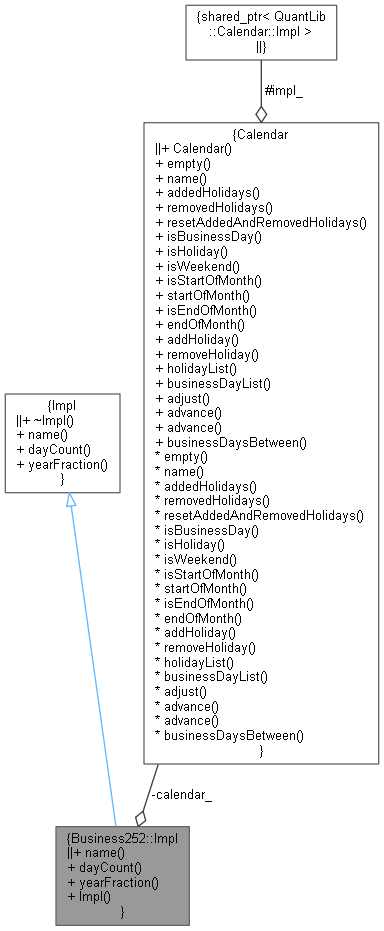 {shared_ptr< QuantLib
::Calendar::Impl >
||}
#impl_
{Calendar
||+ Calendar()
+ empty()
+ name()
+ addedHolidays()
+ removedHolidays()
+ resetAddedAndRemovedHolidays()
+ isBusinessDay()
+ isHoliday()
+ isWeekend()
+ isStartOfMonth()
+ startOfMonth()
+ isEndOfMonth()
+ endOfMonth()
+ addHoliday()
+ removeHoliday()
+ holidayList()
+ businessDayList()
+ adjust()
+ advance()
+ advance()
+ businessDaysBetween()
* empty()
* name()
* addedHolidays()
* removedHolidays()
* resetAddedAndRemovedHolidays()
* isBusinessDay()
* isHoliday()
* isWeekend()
* isStartOfMonth()
* startOfMonth()
* isEndOfMonth()
* endOfMonth()
* addHoliday()
* removeHoliday()
* holidayList()
* businessDayList()
* adjust()
* advance()
* advance()
* businessDaysBetween()
}
{Impl
||+ ~Impl()
+ name()
+ dayCount()
+ yearFraction()
}
-calendar_
{Business252::Impl
||+ name()
+ dayCount()
+ yearFraction()
+ Impl()
}